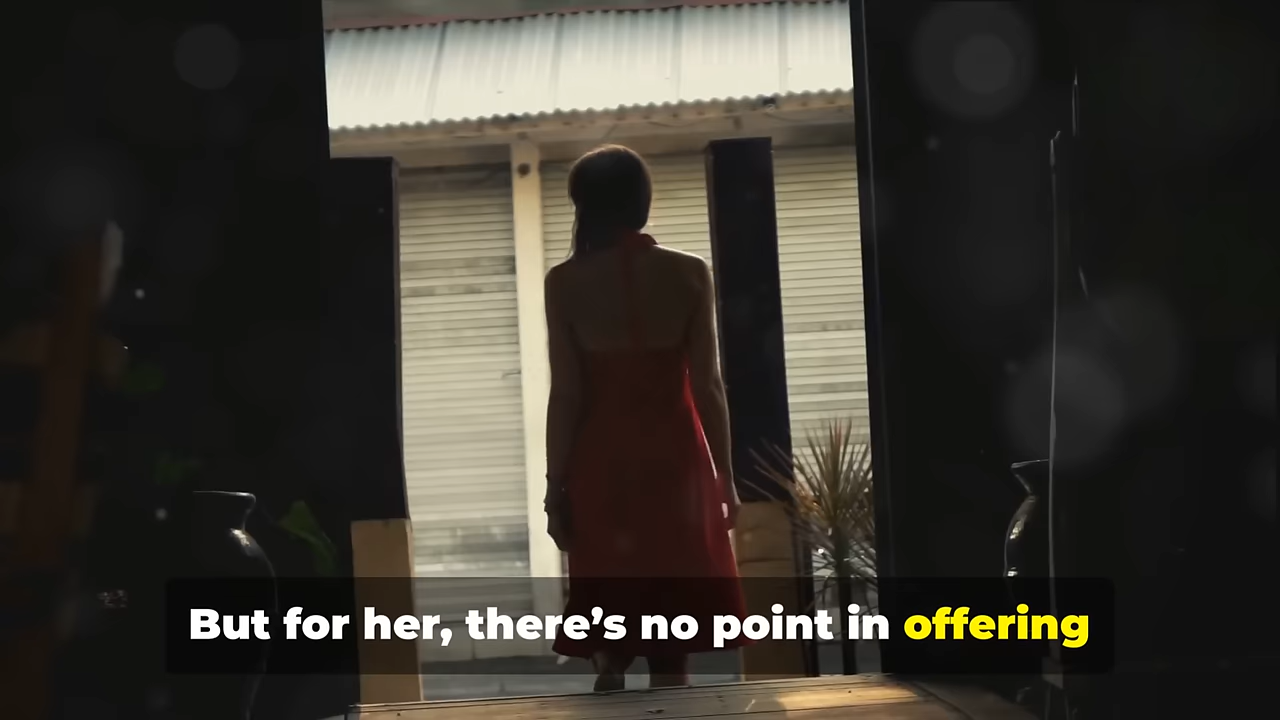 But for her, there's no point in offering